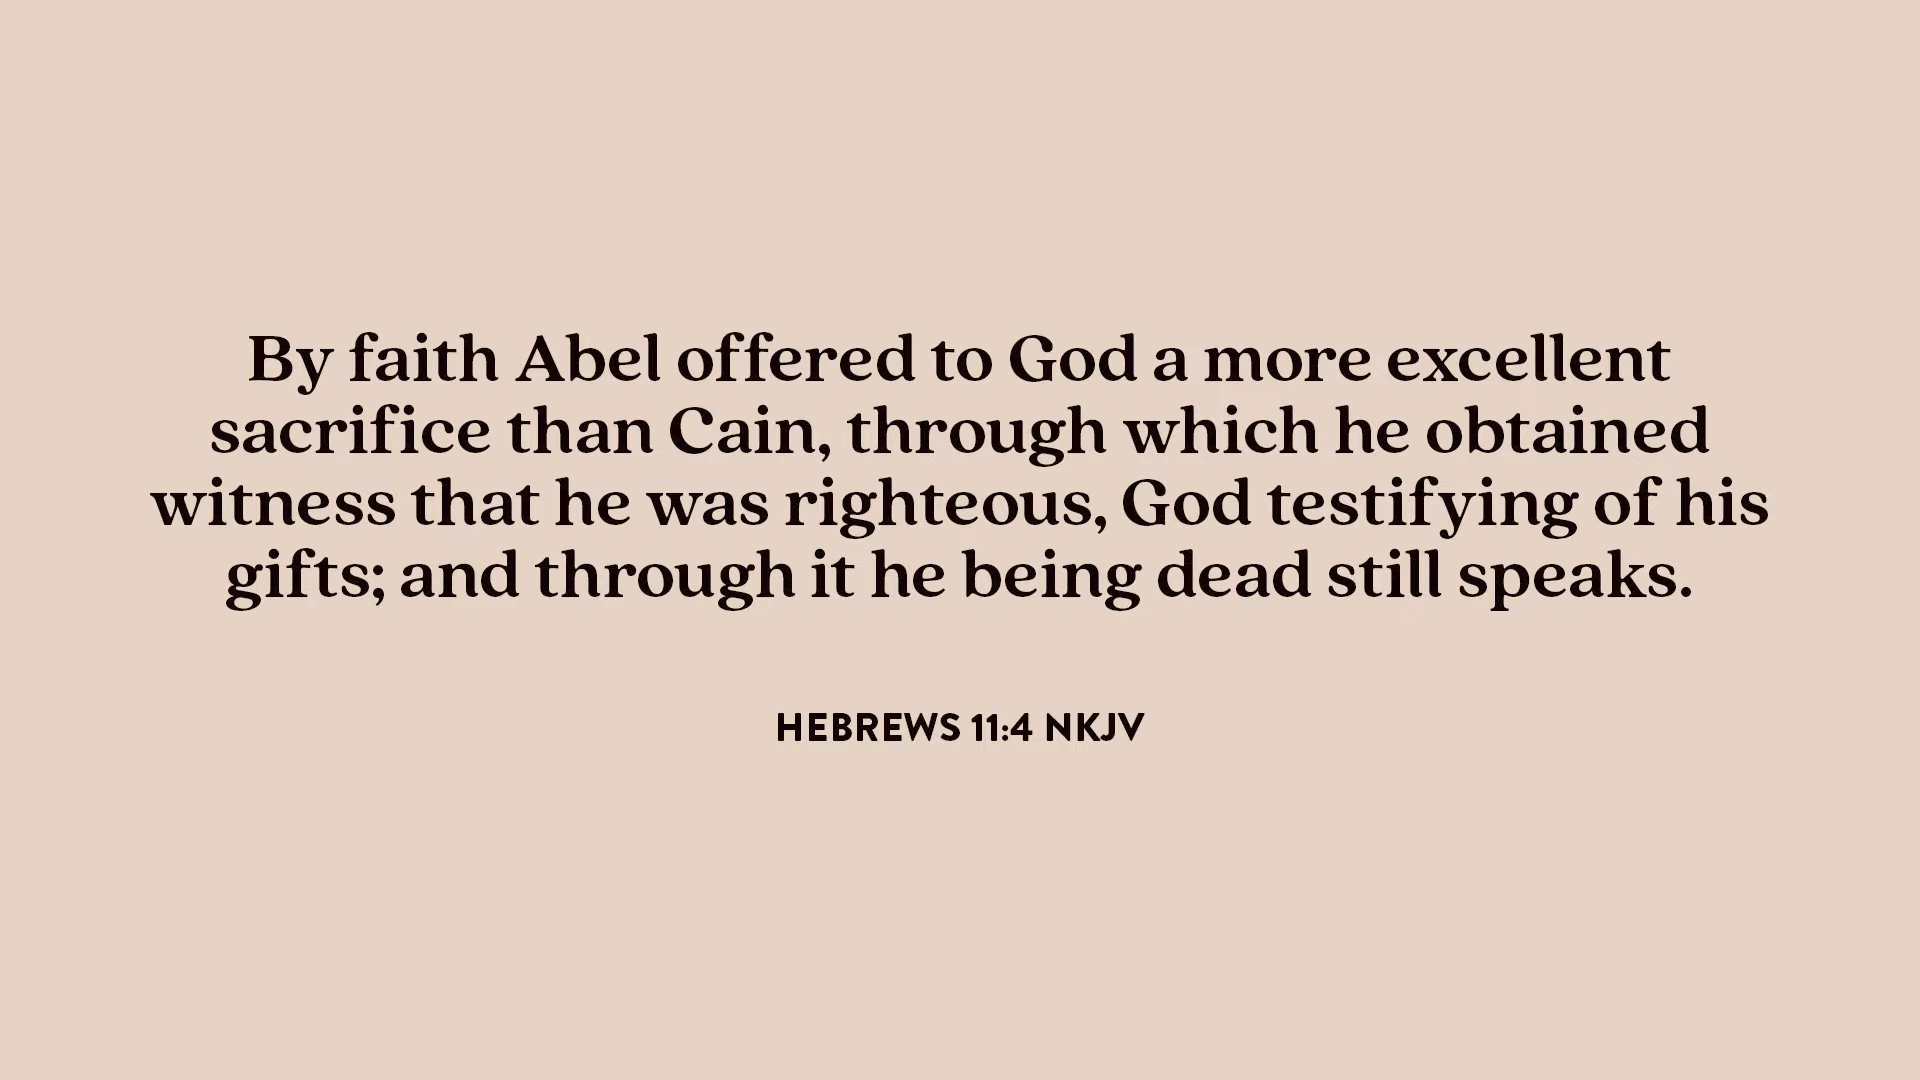 By faith Abel offered to God a more excellent
sacrifice than Cain, through which he obtained
witness that he was righteous, God testifying of his
gifts; and through it he being dead still speaks.
HEBREWS 11:4 NKJV